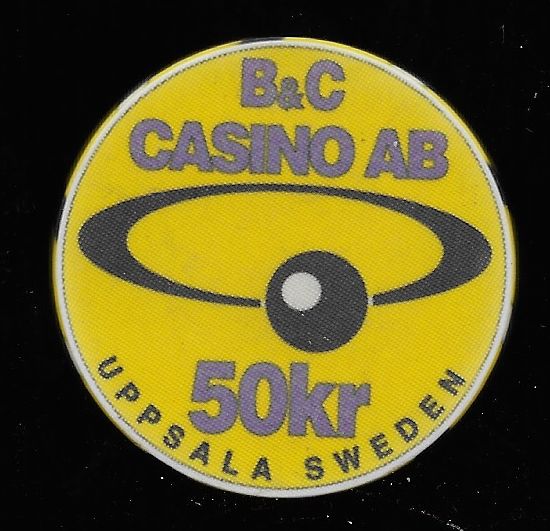 B&C
CASINO AB
50kr
UPPSALA SWEDEN